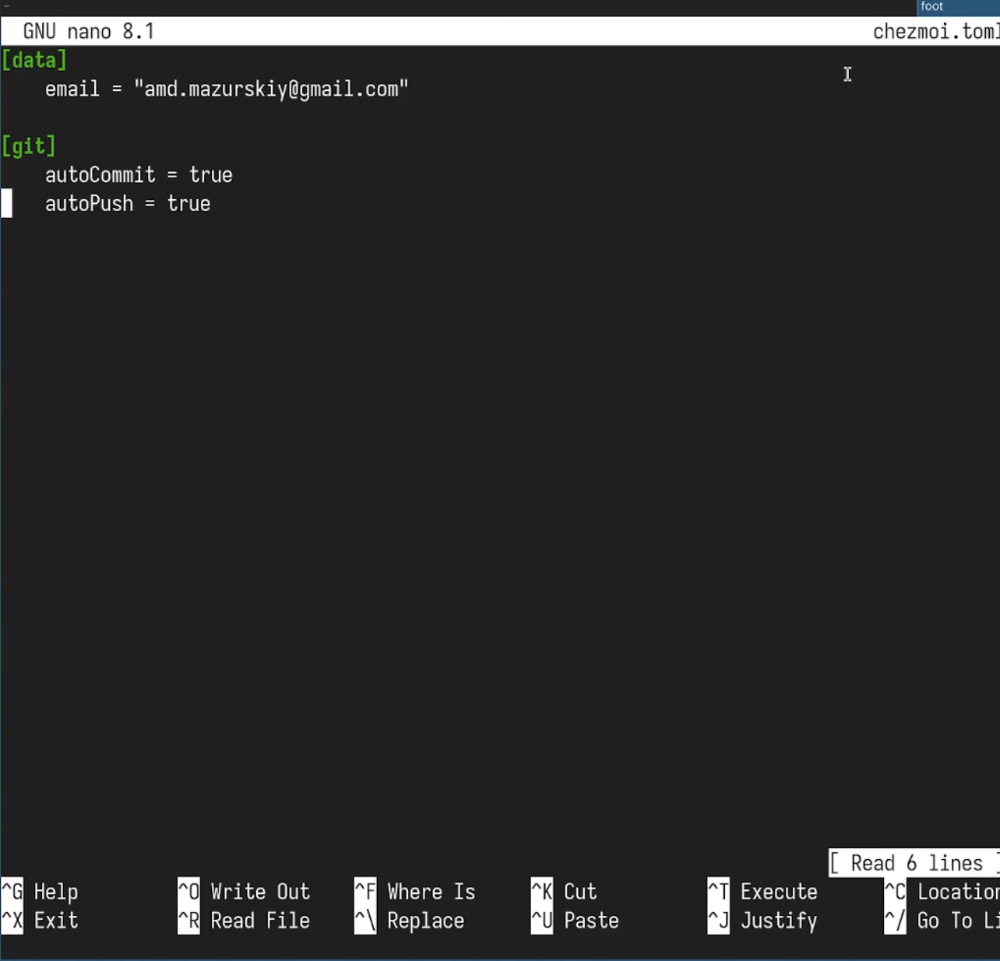 foot
GNU nano 8.1 chezmoi.toml
[data]
email = "amd.mazurskiy@gmail.com"
[git]
autoCommit = true
autoPush = true
[ Read 6 lines ]
^G Help ^O Write Out ^F Where Is ^K Cut ^T Execute ^C Location
^X Exit ^R Read File ^\ Replace ^U Paste ^J Justify ^/ Go To Li